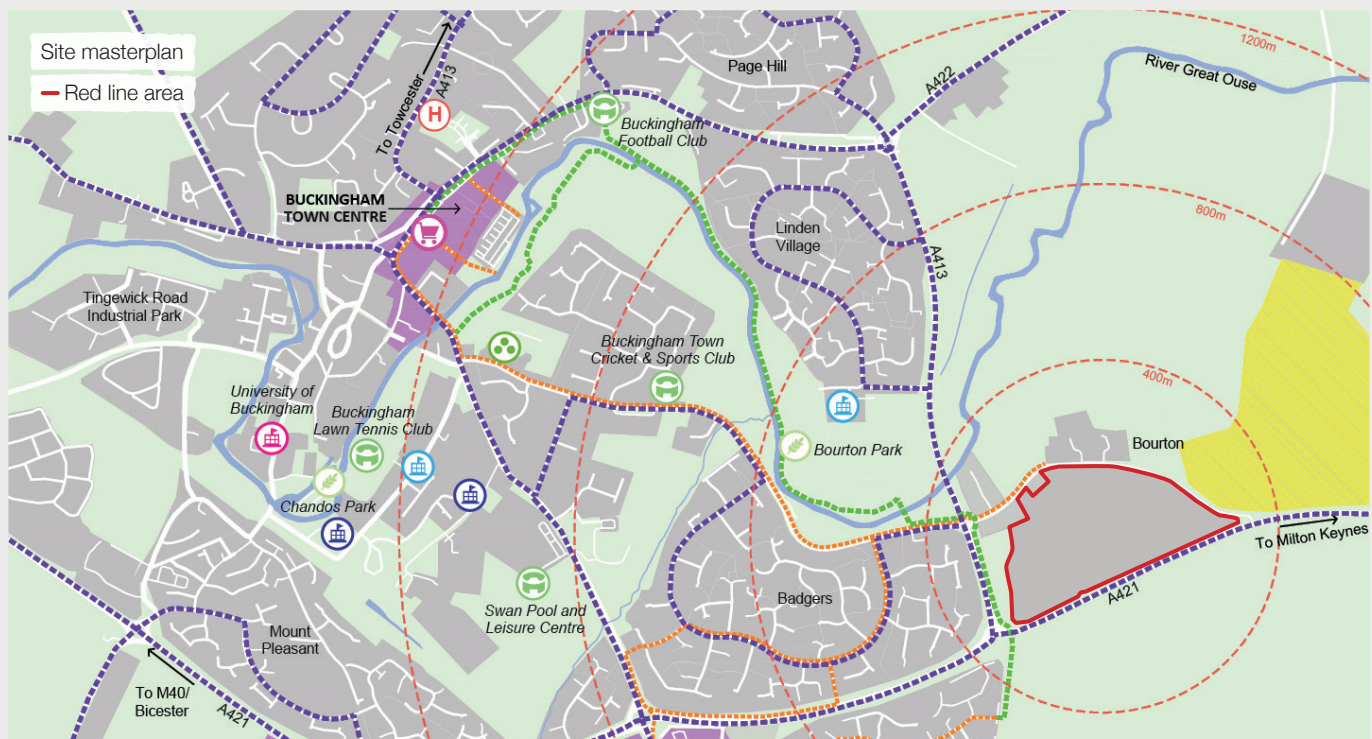 Site masterplan
Red line area
To Towcester
A413
H
Page Hill
A422
1200m
River Great Ouse
Buckingham
Football Club
BUCKINGHAM
TOWN CENTRE
800m
Linden
Village
A413
Tingewick Road
Industrial Park
Buckingham Town
Cricket & Sports Club
400m
University of
Buckingham
Buckingham
Lawn Tennis Club
Bourton Park
Bourton
Chandos Park
To Milton Keynes
A421
Badgers
Swan Pool and
Leisure Centre
Mount
Pleasant
To M40/
Bicester
A421